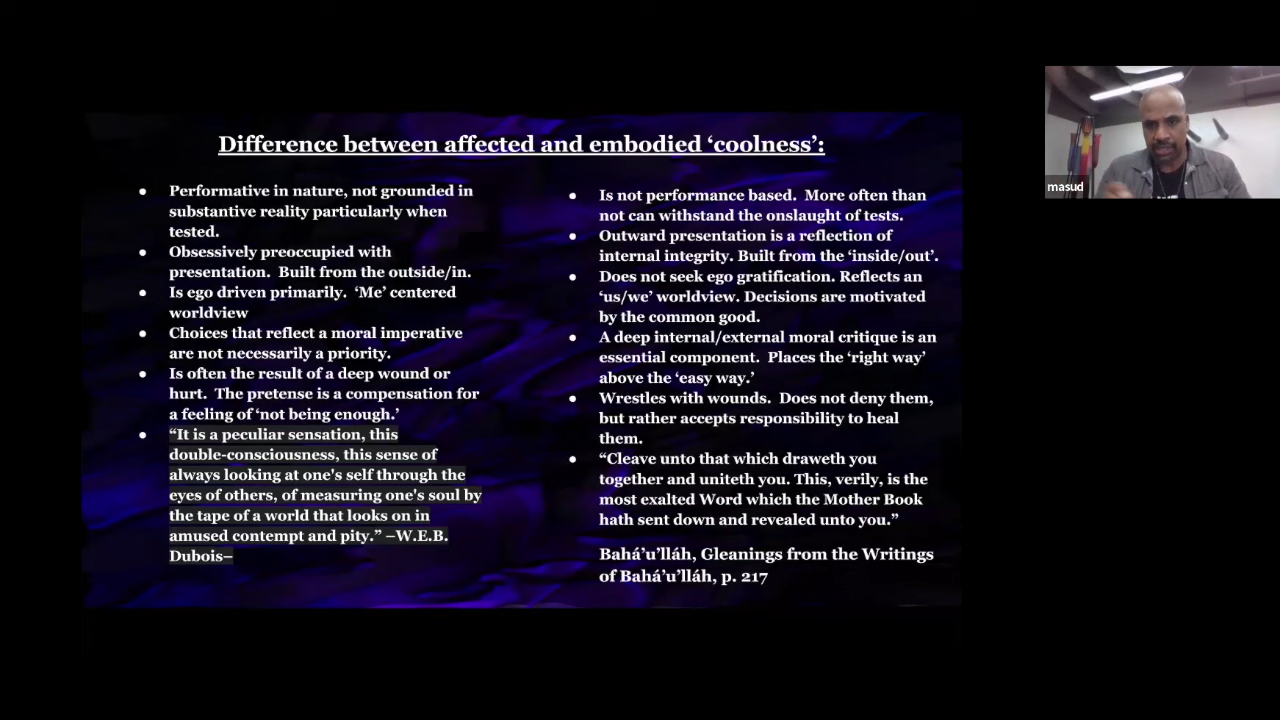 Difference between affected and embodied ‘coolness’:
● Performative in nature, not grounded in
substantive reality particularly when
tested.
● Obsessively preoccupied with
presentation.  Built from the outside/in.
● Is ego driven primarily.  ‘Me’ centered
worldview
● Choices that reflect a moral imperative
are not necessarily a priority.
● Is often the result of a deep wound or
hurt.  The pretense is a compensation for
a feeling of ‘not being enough.’
● “It is a peculiar sensation, this
double-consciousness, this sense of
always looking at one's self through the
eyes of others, of measuring one's soul by
the tape of a world that looks on in
amused contempt and pity.” –W.E.B.
Dubois–
● Is not performance based.  More often than
not can withstand the onslaught of tests.
● Outward presentation is a reflection of
internal integrity. Built from the ‘inside/out’.
● Does not seek ego gratification. Reflects an
‘us/we’ worldview. Decisions are motivated
by the common good.
● A deep internal/external moral critique is an
essential component.  Places the ‘right way’
above the ‘easy way.’
● Wrestles with wounds.  Does not deny them,
but rather accepts responsibility to heal
them.
● “Cleave unto that which draweth you
together and uniteth you. This, verily, is the
most exalted Word which the Mother Book
hath sent down and revealed unto you.”
Bahá’u’lláh, Gleanings from the Writings
of Bahá’u’lláh, p. 217
masud